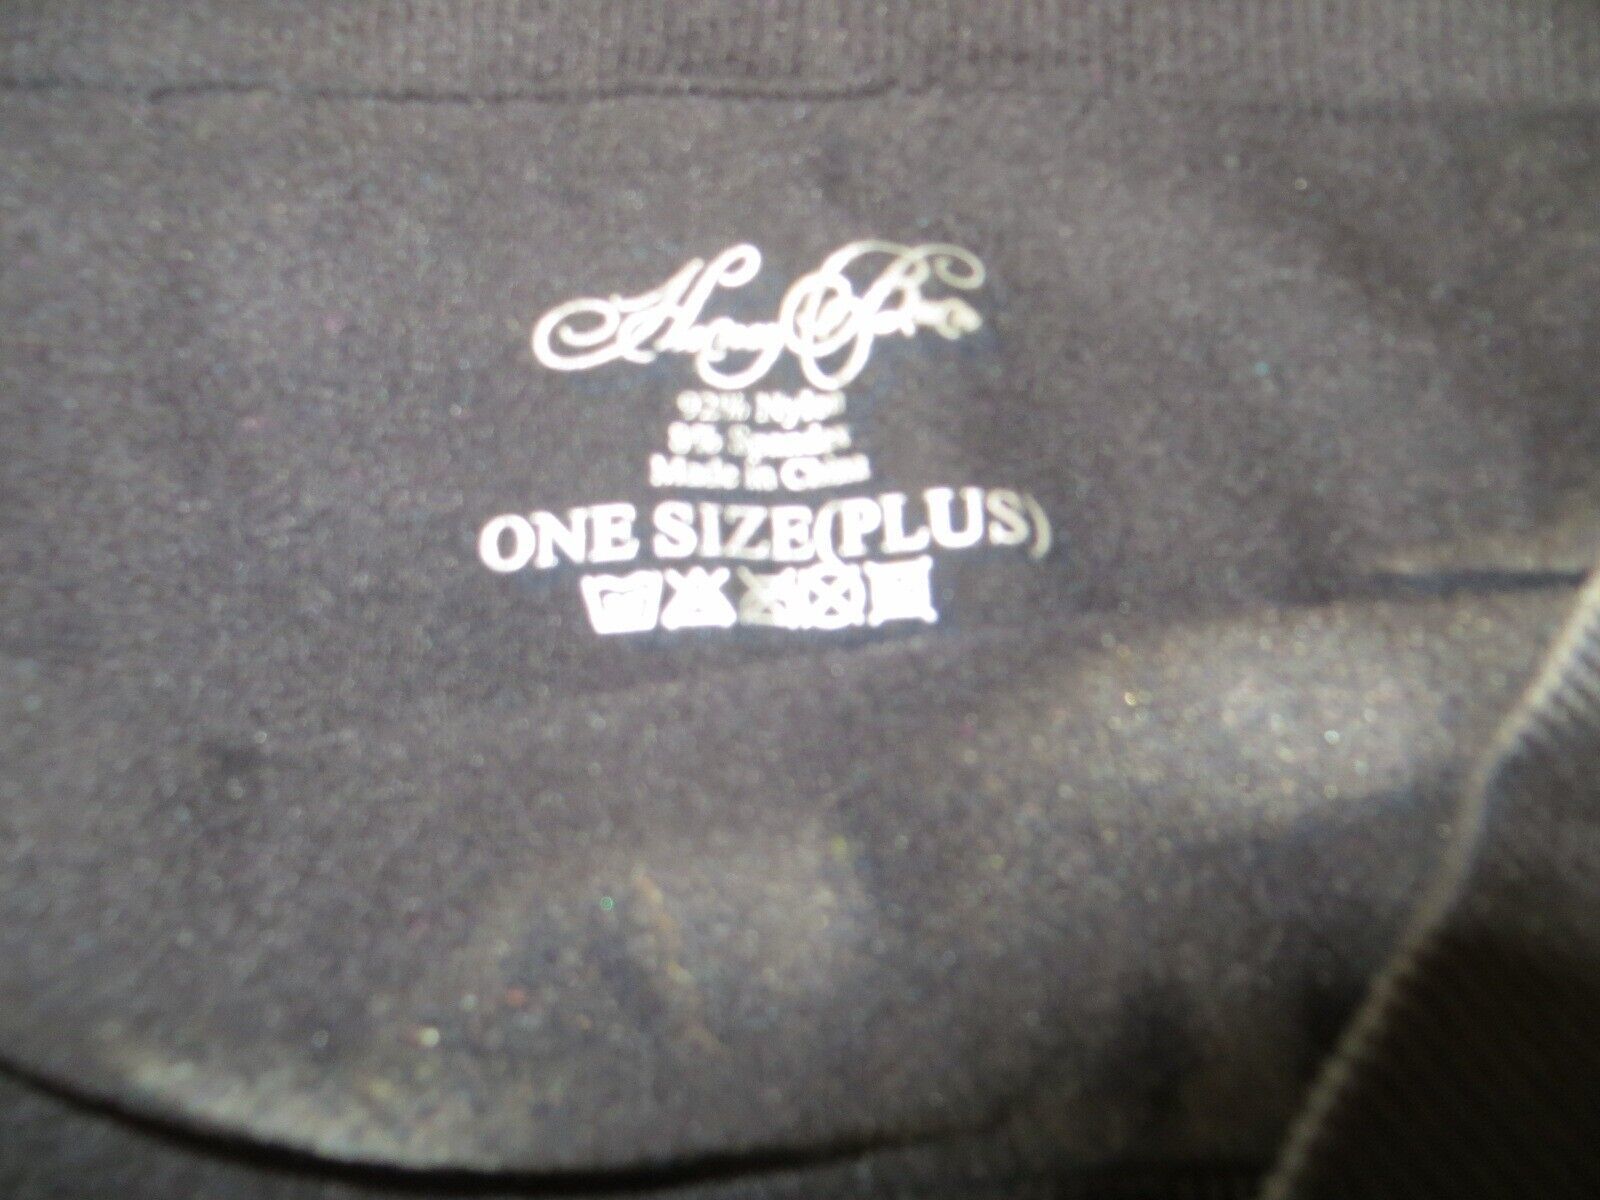 92% Nylon
8% Spandex
Made in China
ONE SIZE(PLUS)